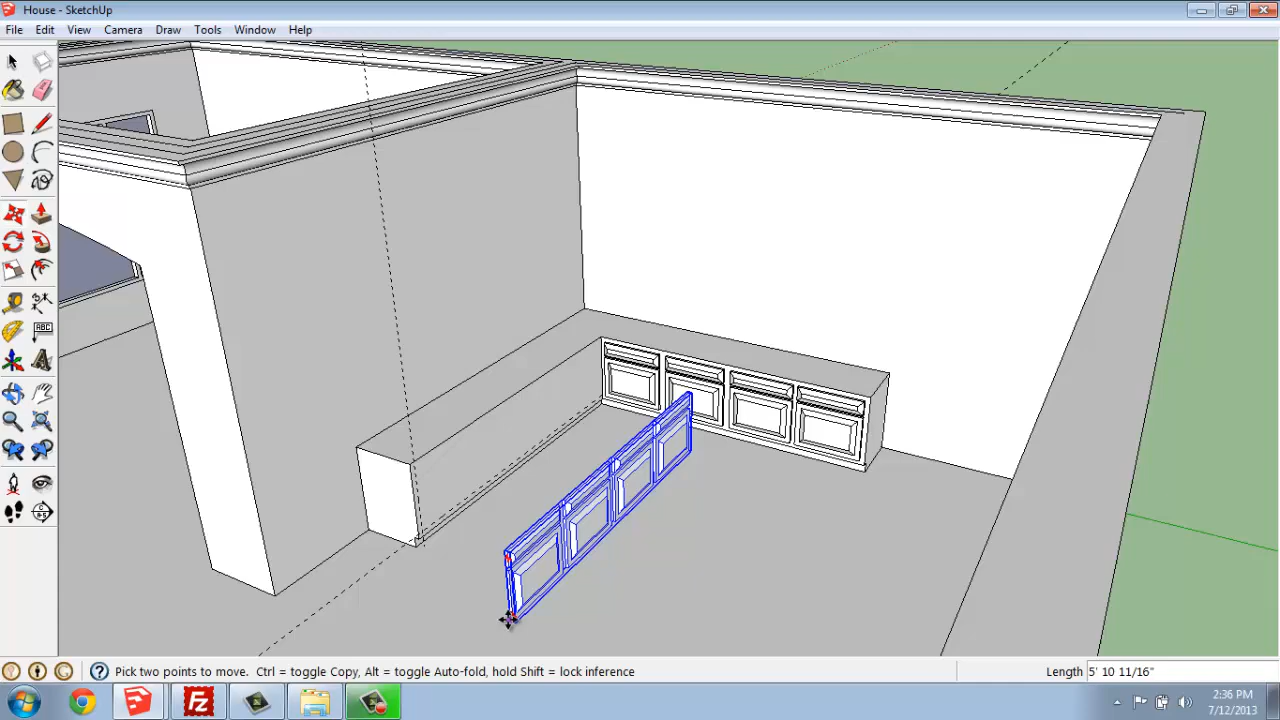 House - SketchUp
File Edit View Camera Draw Tools Window Help
ABC
Pick two points to move. Ctrl = toggle Copy, Alt = toggle Auto-fold, hold Shift = lock inference
Length 5' 10 11/16"
2:36 PM
7/12/2013